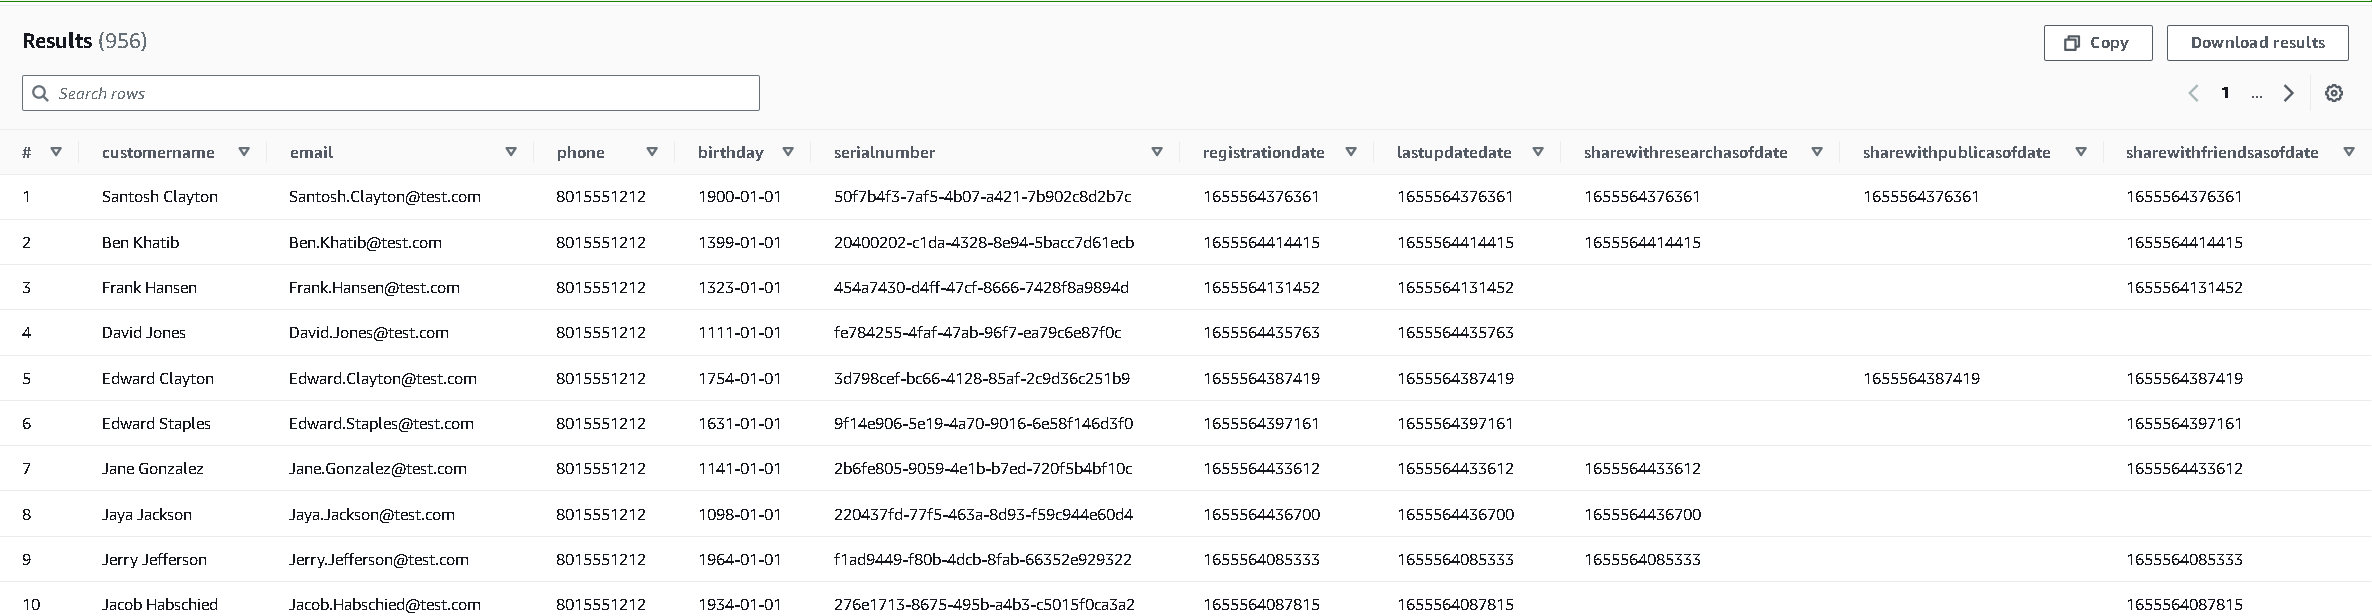 Results (956)
Copy
Download results
Search rows
1 ...
# customername email phone birthday serialnumber registrationdate lastupdatedate sharewithresearchasofdate sharewithpublicasofdate sharewithfriendsasofdate
1 Santosh Clayton Santosh.Clayton@test.com 8015551212 1900-01-01 50f7b4f3-7af5-4b07-a421-7b902c8d2b7c 1655564376361 1655564376361 1655564376361 1655564376361 1655564376361
2 Ben Khatib Ben.Khatib@test.com 8015551212 1399-01-01 20400202-c1da-4328-8e94-5bacc7d61ecb 1655564414415 1655564414415 1655564414415 1655564414415
3 Frank Hansen Frank.Hansen@test.com 8015551212 1323-01-01 454a7430-d4ff-47cf-8666-7428f8a9894d 1655564131452 1655564131452 1655564131452
4 David Jones David.Jones@test.com 8015551212 1111-01-01 fe784255-4faf-47ab-96f7-ea79c6e87f0c 1655564435763 1655564435763
5 Edward Clayton Edward.Clayton@test.com 8015551212 1754-01-01 3d798cef-bc66-4128-85af-2c9d36c251b9 1655564387419 1655564387419 1655564387419 1655564387419
6 Edward Staples Edward.Staples@test.com 8015551212 1631-01-01 9f14e906-5e19-4a70-9016-6e58f146d3f0 1655564397161 1655564397161 1655564397161
7 Jane Gonzalez Jane.Gonzalez@test.com 8015551212 1141-01-01 2b6fe805-9059-4e1b-b7ed-720f5b4bf10c 1655564433612 1655564433612 1655564433612 1655564433612
8 Jaya Jackson Jaya.Jackson@test.com 8015551212 1098-01-01 220437fd-77f5-463a-8d93-f59c944e60d4 1655564436700 1655564436700 1655564436700
9 Jerry Jefferson Jerry.Jefferson@test.com 8015551212 1964-01-01 f1ad9449-f80b-4dcb-8fab-66352e929322 1655564085333 1655564085333 1655564085333 1655564085333
10 Jacob Habschied Jacob.Habschied@test.com 8015551212 1934-01-01 276e1713-8675-495b-a4b3-c5015f0ca3a2 1655564087815 1655564087815 1655564087815